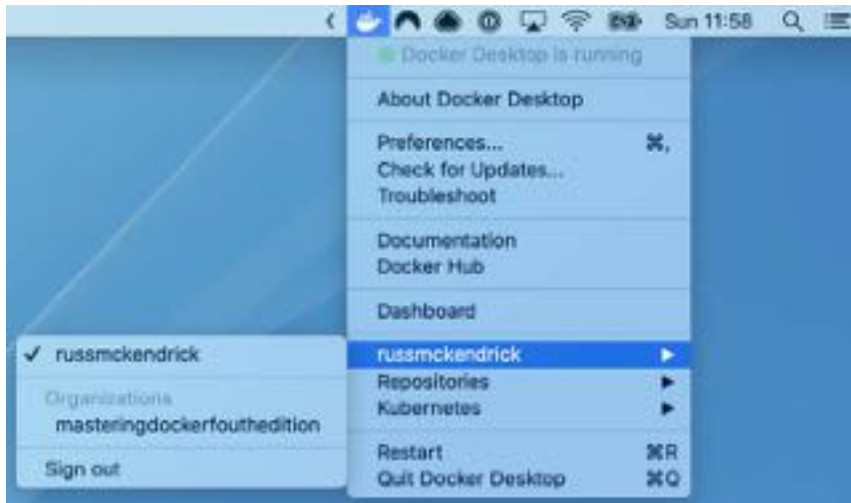 Sun 11:58
Docker Desktop is running
About Docker Desktop
Preferences... ⌘,
Check for Updates...
Troubleshoot
Documentation
Docker Hub
Dashboard
russmckendrick
Repositories
Kubernetes
Restart ⌘R
Quit Docker Desktop ⌘Q
✓ russmckendrick
Organizations
masteringdockerfouthedition
Sign out